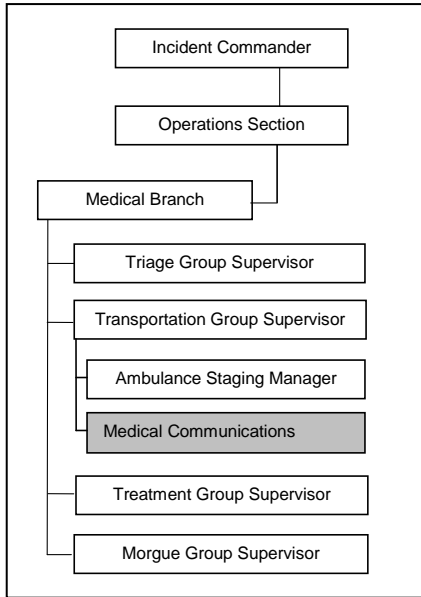 Incident Commander
Operations Section
Medical Branch
Triage Group Supervisor
Transportation Group Supervisor
Ambulance Staging Manager
Medical Communications
Treatment Group Supervisor
Morgue Group Supervisor